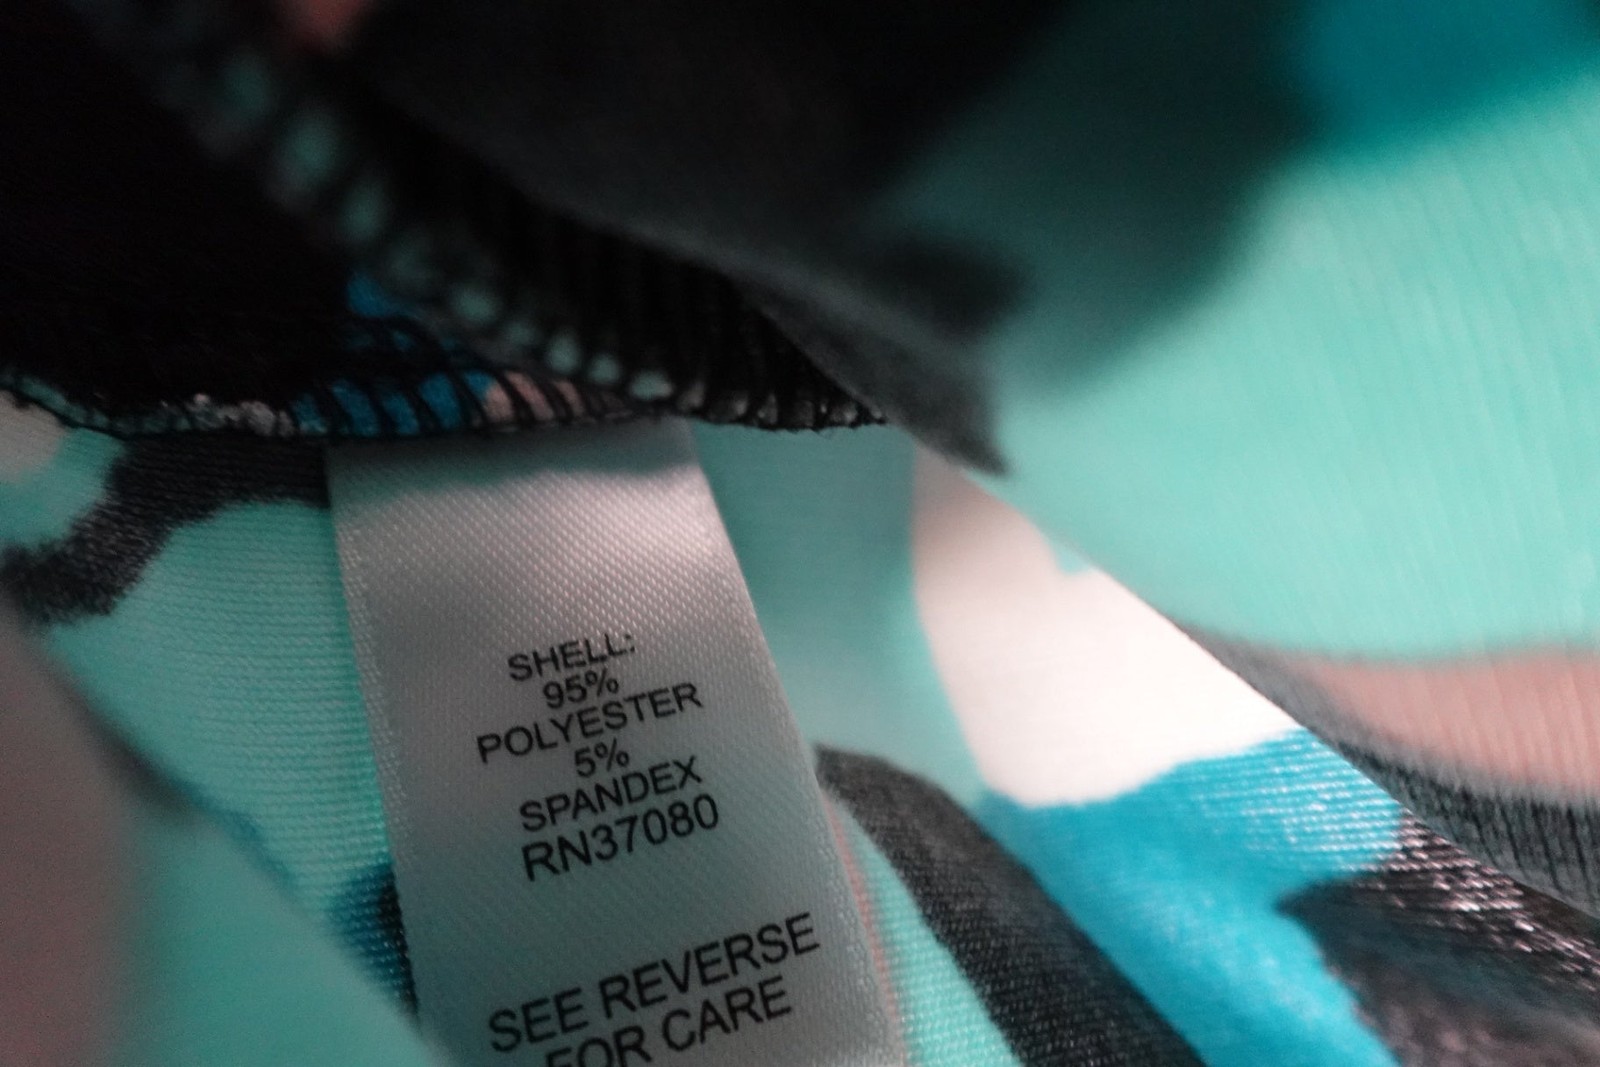 SHELL:
95%
POLYESTER
5%
SPANDEX
RN37080
SEE REVERSE
FOR CARE